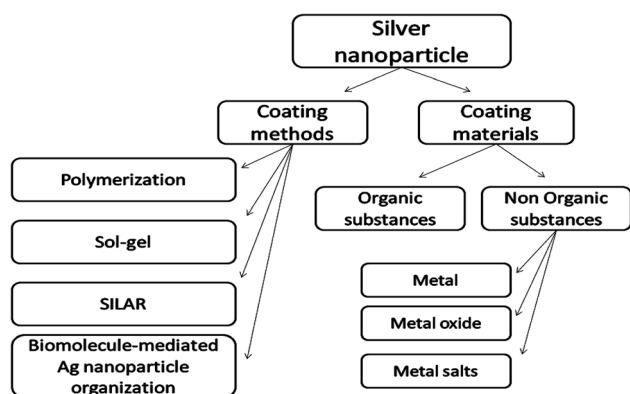 Silver
nanoparticle
Coating
methods
Coating
materials
Polymerization
Sol-gel
SILAR
Biomolecule-mediated
Ag nanoparticle
organization
Organic
substances
Non Organic
substances
Metal
Metal oxide
Metal salts